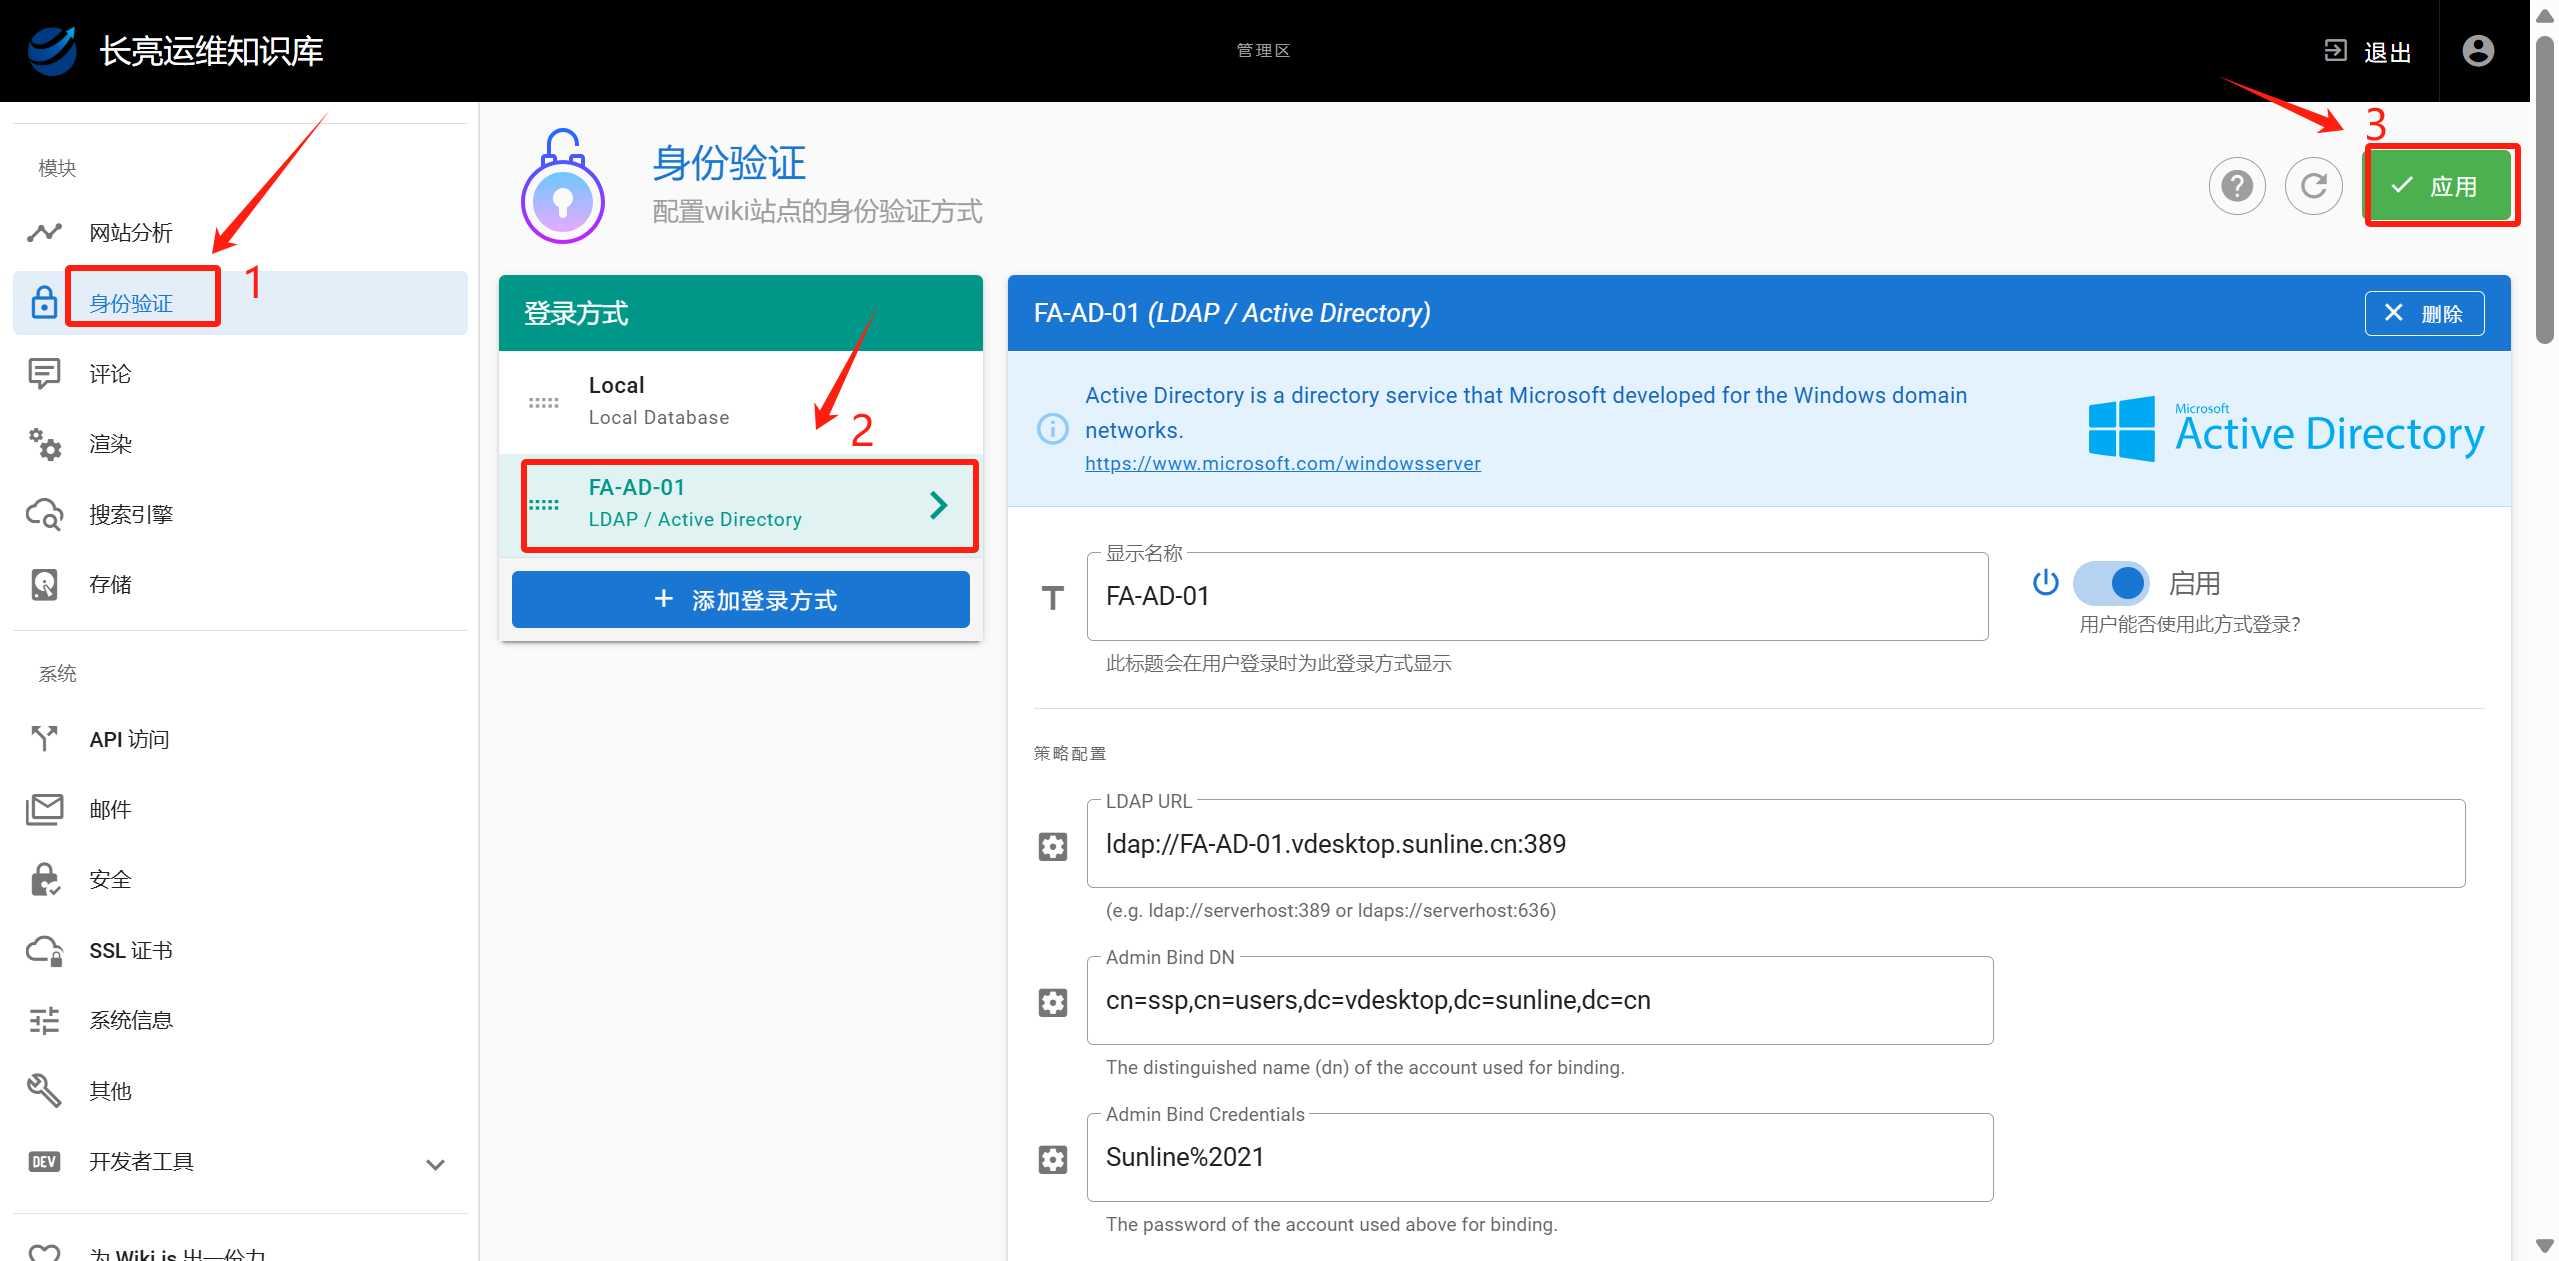 长亮运维知识库
管理区
退出
模块
网站分析
身份验证
1
评论
渲染
搜索引擎
存储
系统
API 访问
邮件
安全
SSL 证书
系统信息
其他
DEV
开发者工具
身份验证
配置wiki站点的身份验证方式
3
应用
登录方式
Local
Local Database
2
FA-AD-01
LDAP / Active Directory
添加登录方式
FA-AD-01 (LDAP / Active Directory)
删除
Active Directory is a directory service that Microsoft developed for the Windows domain
networks.
https://www.microsoft.com/windowsserver
Microsoft
Active Directory
显示名称
FA-AD-01
此标题会在用户登录时为此登录方式显示
启用
用户能否使用此方式登录?
策略配置
LDAP URL
ldap://FA-AD-01.vdesktop.sunline.cn:389
(e.g. ldap://serverhost:389 or ldaps://serverhost:636)
Admin Bind DN
cn=ssp,cn=users,dc=vdesktop,dc=sunline,dc=cn
The distinguished name (dn) of the account used for binding.
Admin Bind Credentials
Sunline%2021
The password of the account used above for binding.
为 Wiki.js 出一份力